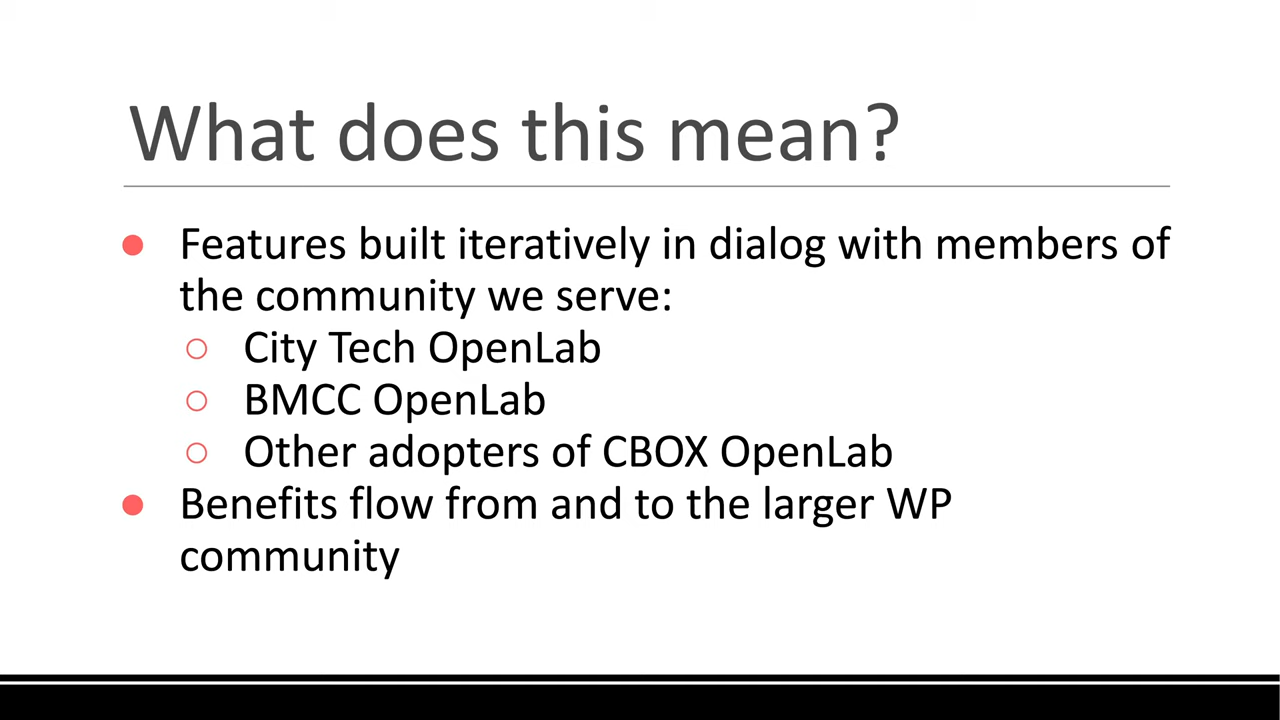 What does this mean?
● Features built iteratively in dialog with members of
the community we serve:
○ City Tech OpenLab
○ BMCC OpenLab
○ Other adopters of CBOX OpenLab
● Benefits flow from and to the larger WP
community